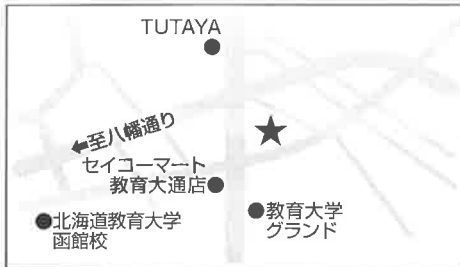 TUTAYA
←至八幡通り
セイコーマート
教育大通店
北海道教育大学
函館校
教育大学
グランド